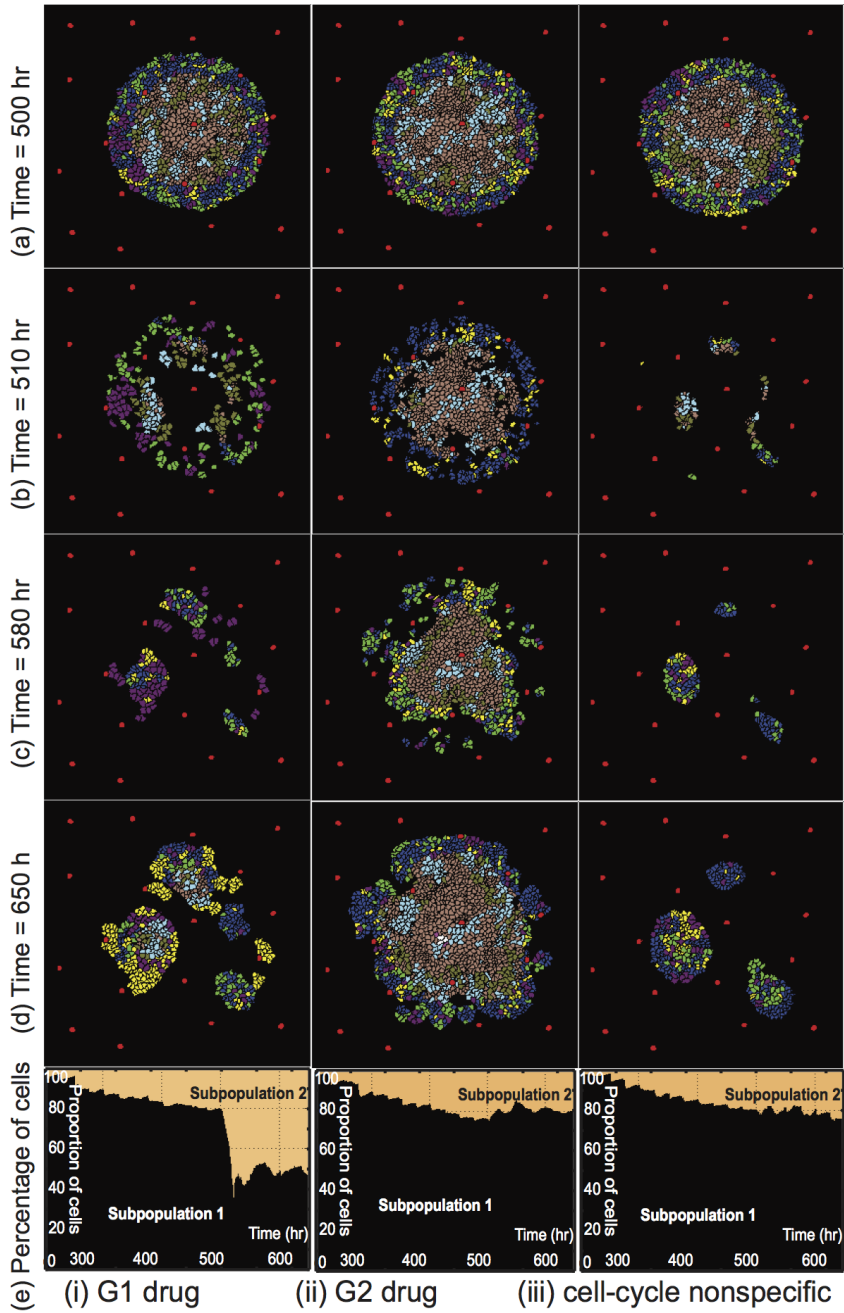 (a) Time = 500 hr
(b) Time = 510 hr
(c) Time = 580 hr
(d) Time = 650 h
(e) Percentage of cells
100
80
60
40
20
0
Proportion of cells
Subpopulation 2
Subpopulation 1
Time (hr)
300 400 500 600
100
80
60
40
20
0
Proportion of cells
Subpopulation 2
Subpopulation 1
Time (hr)
300 400 500 600
100
80
60
40
20
0
Proportion of cells
Subpopulation 2
Subpopulation 1
Time (hr)
300 400 500 600
(i) G1 drug
(ii) G2 drug
(iii) cell-cycle nonspecific